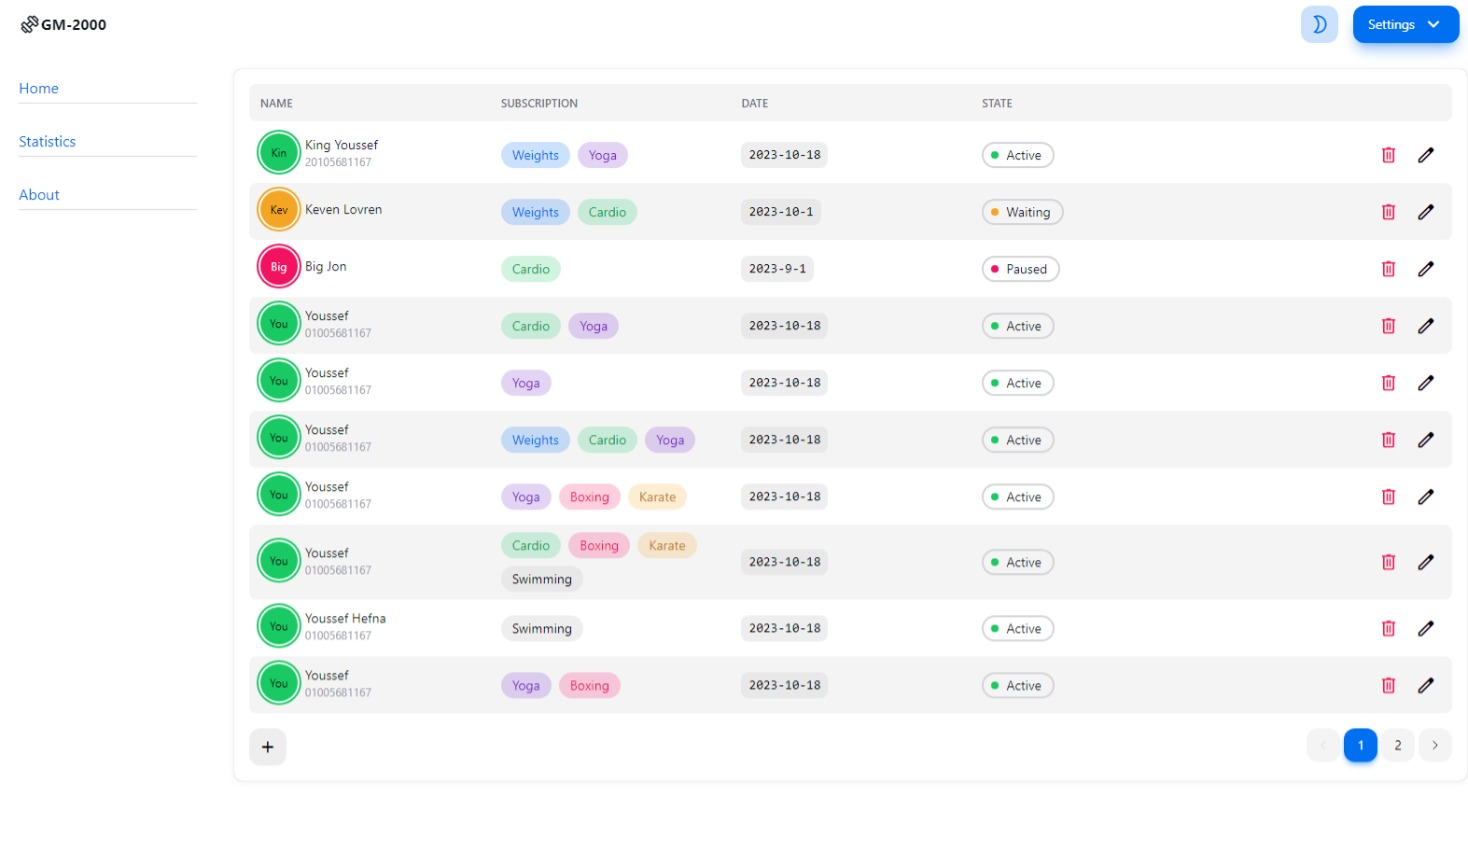 GM-2000
Settings
Home
Statistics
About
NAME SUBSCRIPTION DATE STATE
Kin King Youssef Weights Yoga 2023-10-18 Active
20105681167
Kev Keven Lovren Weights Cardio 2023-10-1 Waiting
Big Big Jon Cardio 2023-9-1 Paused
You Youssef Cardio Yoga 2023-10-18 Active
01005681167
You Youssef Yoga 2023-10-18 Active
01005681167
You Youssef Weights Cardio Yoga 2023-10-18 Active
01005681167
You Youssef Yoga Boxing Karate 2023-10-18 Active
01005681167
You Youssef Cardio Boxing Karate 2023-10-18 Active
01005681167 Swimming
You Youssef Hefna Swimming 2023-10-18 Active
01005681167
You Youssef Yoga Boxing 2023-10-18 Active
01005681167
+ < 1 2 >